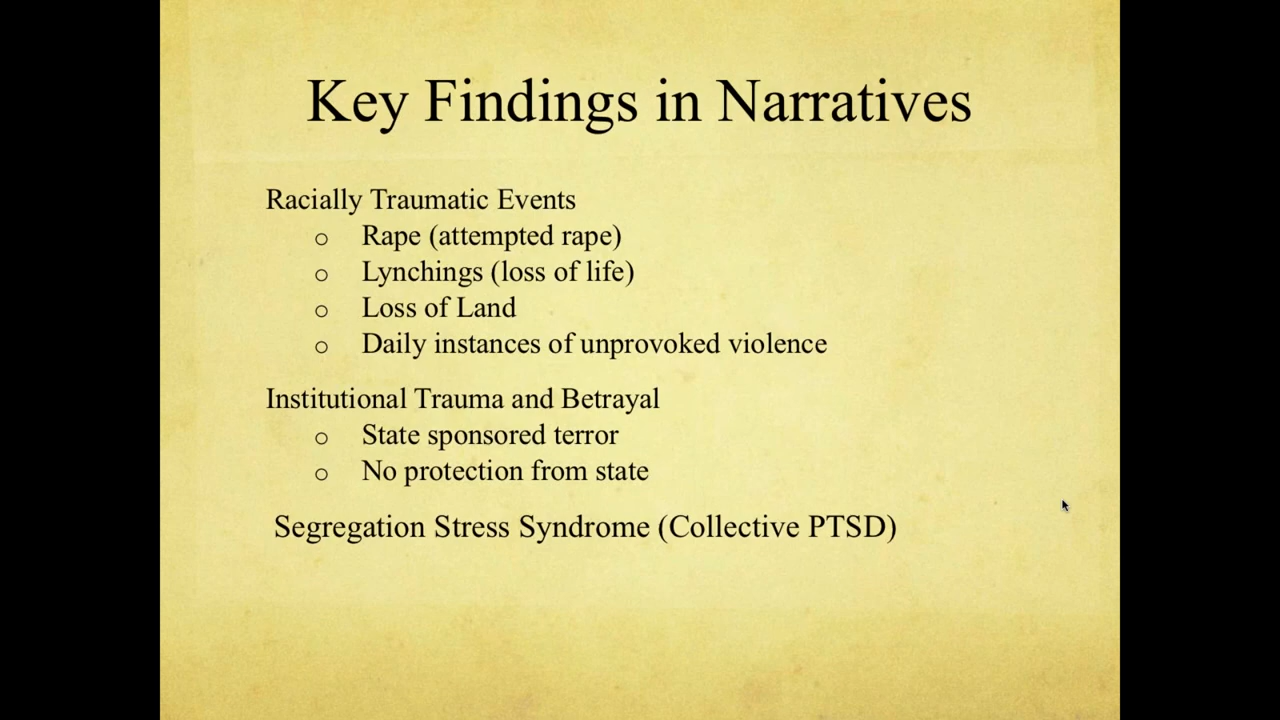 Key Findings in Narratives
Racially Traumatic Events
o Rape (attempted rape)
o Lynchings (loss of life)
o Loss of Land
o Daily instances of unprovoked violence
Institutional Trauma and Betrayal
o State sponsored terror
o No protection from state
Segregation Stress Syndrome (Collective PTSD)